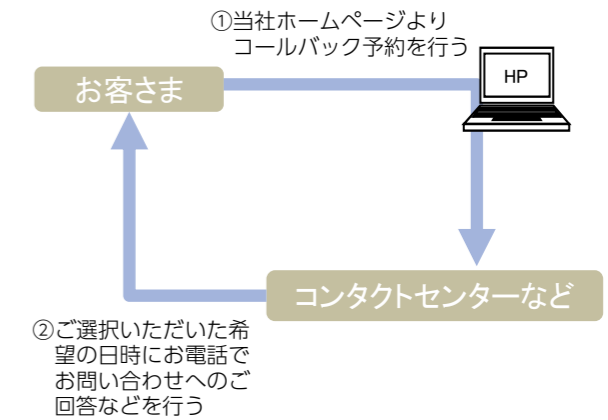 ①当社ホームページより
コールバック予約を行う
HP
お客さま
コンタクトセンターなど
②ご選択いただいた希
望の日時にお電話で
お問い合わせへのご
回答などを行う